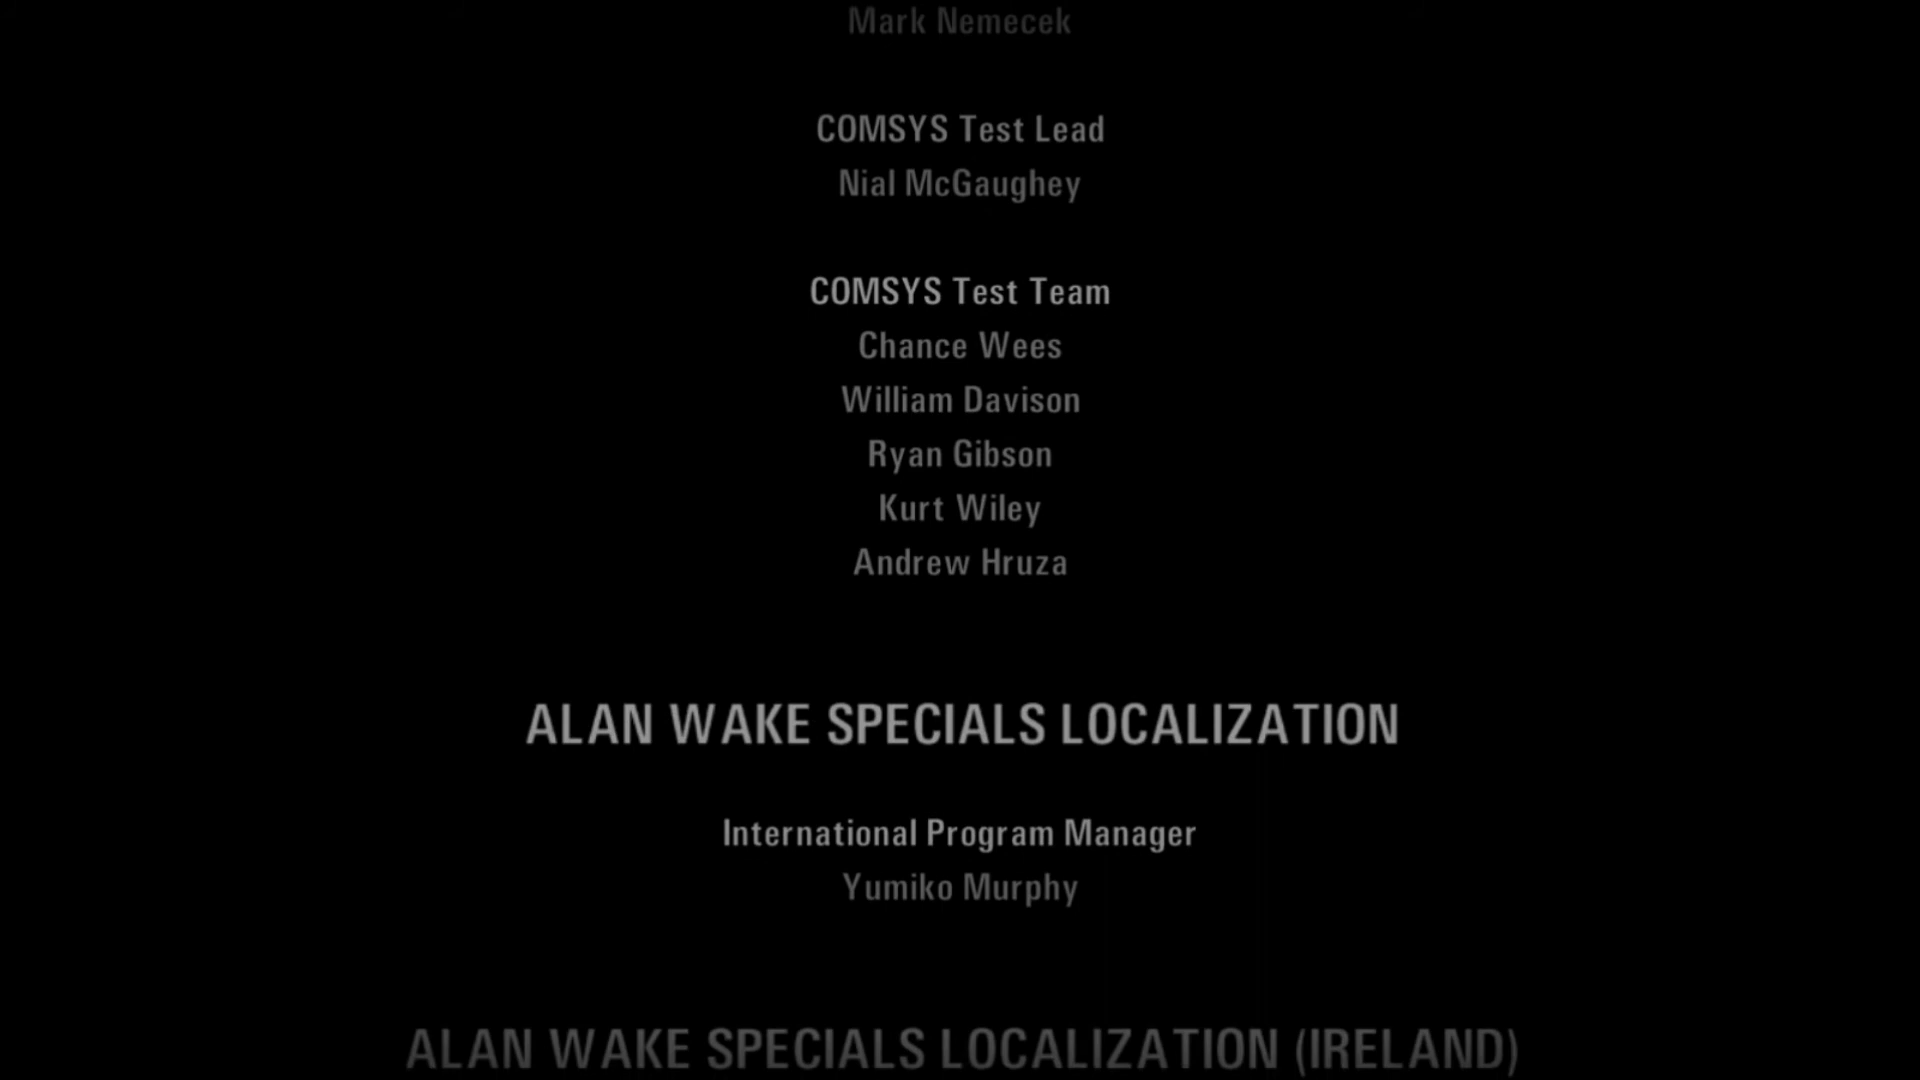 Mark Nemecek
COMSYS Test Lead
Nial McGaughey
COMSYS Test Team
Chance Wees
William Davison
Ryan Gibson
Kurt Wiley
Andrew Hruza
ALAN WAKE SPECIALS LOCALIZATION
International Program Manager
Yumiko Murphy
ALAN WAKE SPECIALS LOCALIZATION (IRELAND)